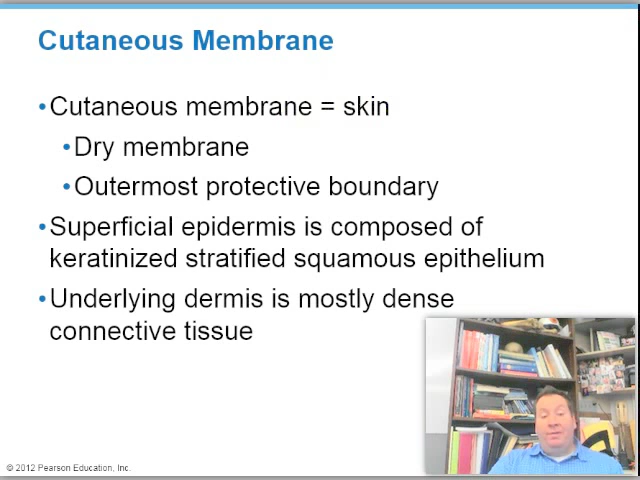 Cutaneous Membrane
•Cutaneous membrane = skin
•Dry membrane
•Outermost protective boundary
•Superficial epidermis is composed of
keratinized stratified squamous epithelium
•Underlying dermis is mostly dense
connective tissue
© 2012 Pearson Education, Inc.